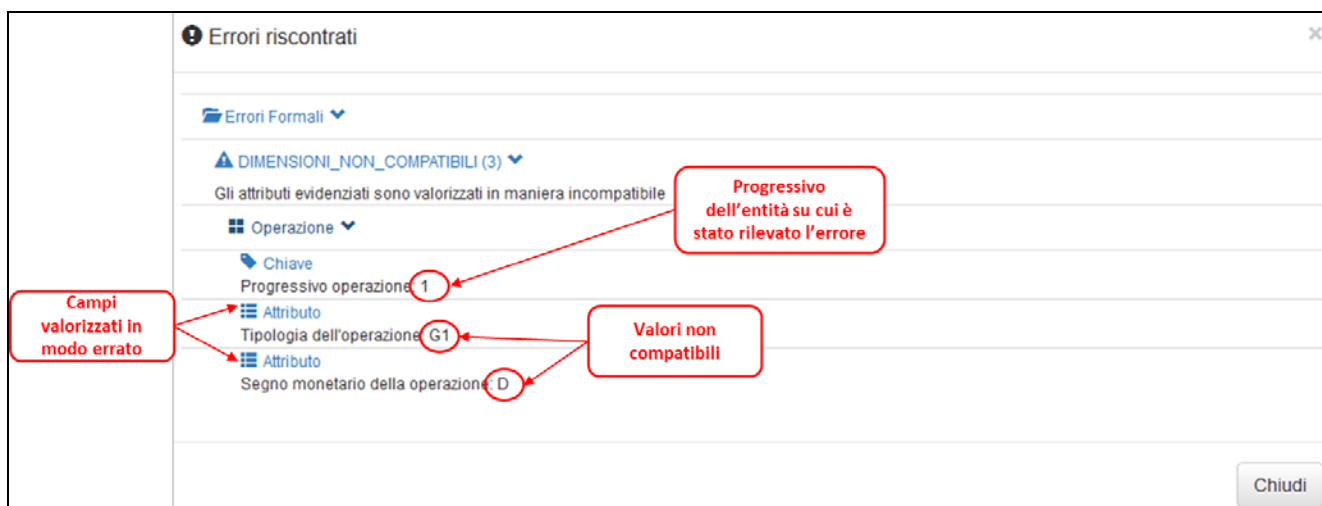 Errori riscontrati
×
Errori Formali
DIMENSIONI_NON_COMPATIBILI (3)
Gli attributi evidenziati sono valorizzati in maniera incompatibile
Progressivo
dell'entità su cui è
stato rilevato l'errore
Operazione
Chiave
Progressivo operazione: 1
Campi
valorizzati in
modo errato
Attributo
Tipologia dell'operazione: G1
Valori non
compatibili
Attributo
Segno monetario della operazione: D
Chiudi